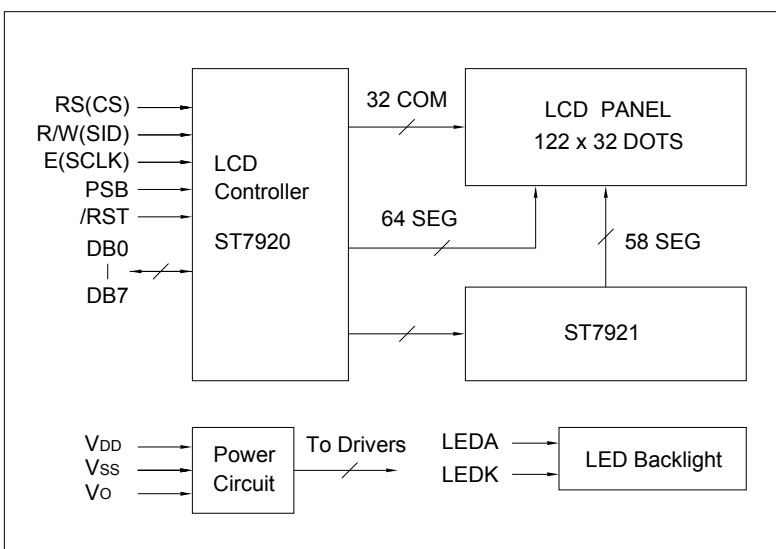 RS(CS)
R/W(SID)
E(SCLK)
PSB
/RST
DB0
DB7
LCD
Controller
ST7920
32 COM
64 SEG
LCD PANEL
122 x 32 DOTS
58 SEG
ST7921
VDD
VSS
VO
Power
Circuit
To Drivers
LEDA
LEDK
LED Backlight